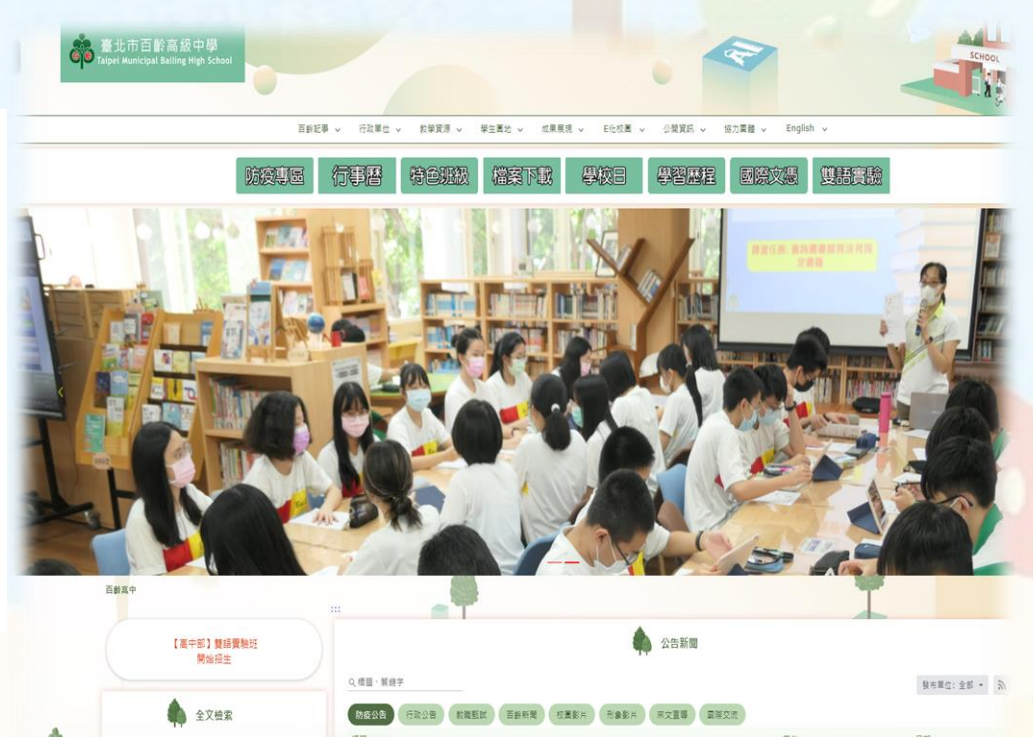 臺北市百齡高級中學
Taipei Municipal Bailing High School
AI
SCHOOL
百齡記事
行政單位
教學資源
學生園地
成果展現
E化校園
公開資訊
協力團體
English
防疫專區
行事曆
特色班級
檔案下載
學校日
學習歷程
國際文憑
雙語實驗
百齡高中
:::
【高中部】雙語實驗班
開始招生
公告新聞
標題、關鍵字
發布單位: 全部
全文檢索
防疫公告
行政公告
教職甄試
百齡新聞
校園影片
形象影片
來文宣導
國際交流